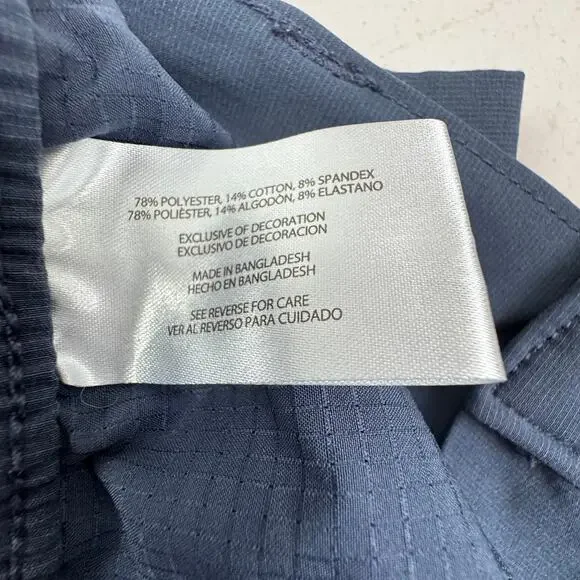 78% POLYESTER, 14% COTTON, 8% SPANDEX
78% POLIÈSTER, 14% ALGODÓN, 8% ELASTANO
EXCLUSIVE OF DECORATION
EXCLUSIVO DE DECORACION
MADE IN BANGLADESH
HECHO EN BANGLADESH
SEE REVERSE FOR CARE
VER AL REVERSO PARA CUIDADO